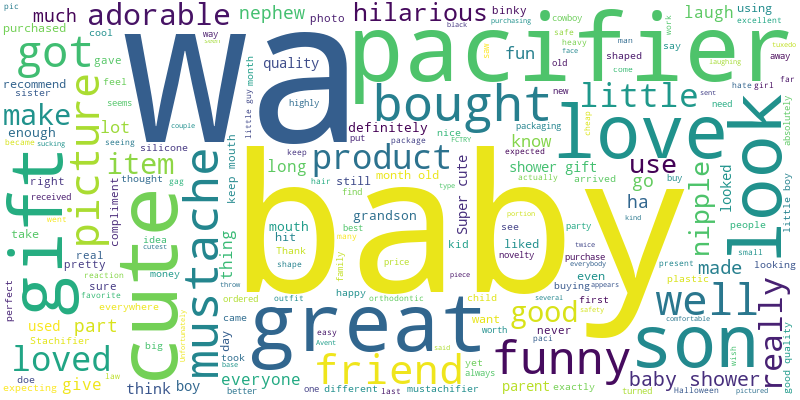 pic
much
adorable
nephew
photo
hilarious
binky
purchasing
cowboy
laugh
using
excellent
purchased
cool
way
wa
pacifier
black
safe
heavy
face
man
say
work
tuxedo
got
gave
quality
fun
old
shaped
come
laughing
away
recommend
sister
feel
month
little guy
bought
new
little
hate
girl
far
make
seems
highly
love
look
need
sent
enough
lot
couple
definitely
nice
packaging
cheap
absolutely
became
seeing
silicone
put
package
FCTRY
know
expected
sucking
picture
item
keep mouth
keep
product
long
shower gift
use
nipple
looked
right
thought
gag
hair
still
month old
type
Super cute
actually
arrived
go
buy
little boy
received
compliment
mustache
find
baby
gift
cute
grandson
portion
kind
ha
people
take
went
idea
cutest
thing
mouth
hit
best
many
see
liked
party
twice
small
real
pretty
Thank
kid
novelty
purchase
everybody
made
present
looking
reaction
money
shape
family
price
piece
even
appears
plastic
perfect
sure
favorite
throw
happy
orthodontic
child
buying
first
safety
well
comfortable
everywhere
ordered
outfit
great
good
several
used
part
came
want
never
son
really
good quality
Stachifier
big
day
easy
Avent
said
worth
paci
wish
loved
law
took
base
friend
yet
always
funny
doe
everyone
parent
exactly
baby shower
expecting
give
think
boy
better
one
different
last
mustachifier
turned
Halloween
pictured